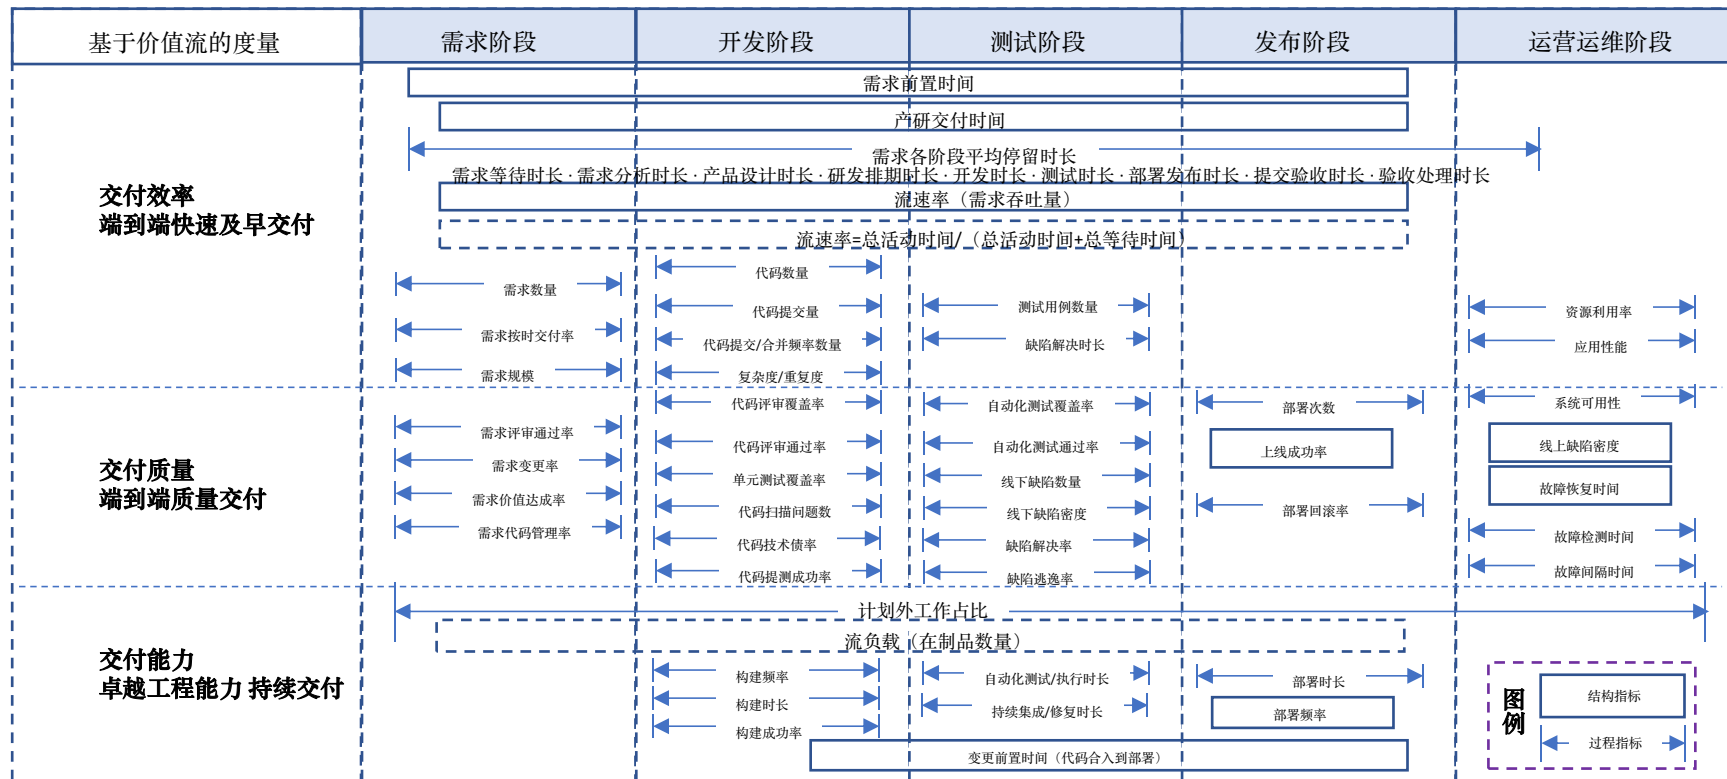 基于价值流的度量
需求阶段
开发阶段
测试阶段
发布阶段
运营运维阶段
交付效率
端到端快速及早交付
需求前置时间
产研交付时间
需求各阶段平均停留时长
需求等待时长 · 需求分析时长 · 产品设计时长 · 研发排期时长 · 开发时长 · 测试时长 · 部署发布时长 · 提交验收时长 · 验收处理时长
流速率（需求吞吐量）
流速率=总活动时间/（总活动时间+总等待时间）
需求数量
需求按时交付率
需求规模
代码数量
代码提交量
代码提交/合并频率数量
复杂度/重复度
测试用例数量
缺陷解决时长
资源利用率
应用性能
交付质量
端到端质量交付
需求评审通过率
需求变更率
需求价值达成率
需求代码管理率
代码评审覆盖率
代码评审通过率
单元测试覆盖率
代码扫描问题数
代码技术债率
代码提测成功率
自动化测试覆盖率
自动化测试通过率
线下缺陷数量
线下缺陷密度
缺陷解决率
缺陷逃逸率
部署次数
上线成功率
部署回滚率
系统可用性
线上缺陷密度
故障恢复时间
故障检测时间
故障间隔时间
交付能力
卓越工程能力 持续交付
计划外工作占比
流负载（在制品数量）
构建频率
构建时长
构建成功率
自动化测试/执行时长
持续集成/修复时长
部署时长
部署频率
变更前置时间（代码合入到部署）
图例
结构指标
过程指标